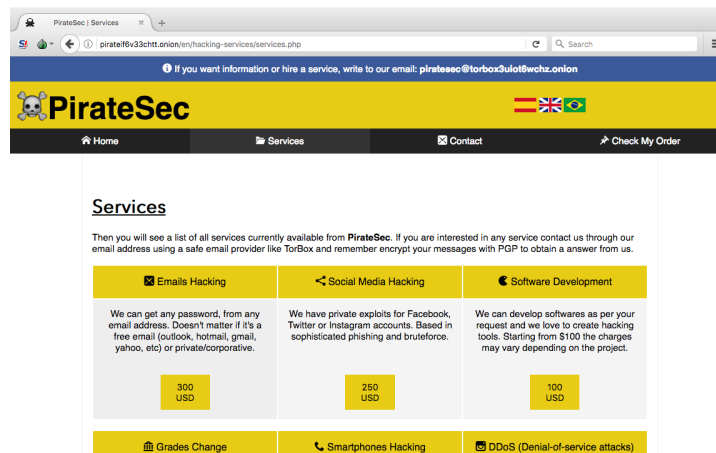 PirateSec | Services
pirateif6v33chtt.onion/en/hacking-services/services.php
Search
If you want information or hire a service, write to our email: piratesec@torbox3uiot6wchz.onion
PirateSec
Home
Services
Contact
Check My Order
Services
Then you will see a list of all services currently available from PirateSec. If you are interested in any service contact us through our
email address using a safe email provider like TorBox and remember encrypt your messages with PGP to obtain a answer from us.
Emails Hacking
Social Media Hacking
Software Development
We can get any password, from any
email address. Doesn't matter if it's a
free email (outlook, hotmail, gmail,
yahoo, etc) or private/corporative.
We have private exploits for Facebook,
Twitter or Instagram accounts. Based in
sophisticated phishing and bruteforce.
We can develop softwares as per your
request and we love to create hacking
tools. Starting from $100 the charges
may vary depending on the project.
300
USD
250
USD
100
USD
Grades Change
Smartphones Hacking
DDoS (Denial-of-service attacks)